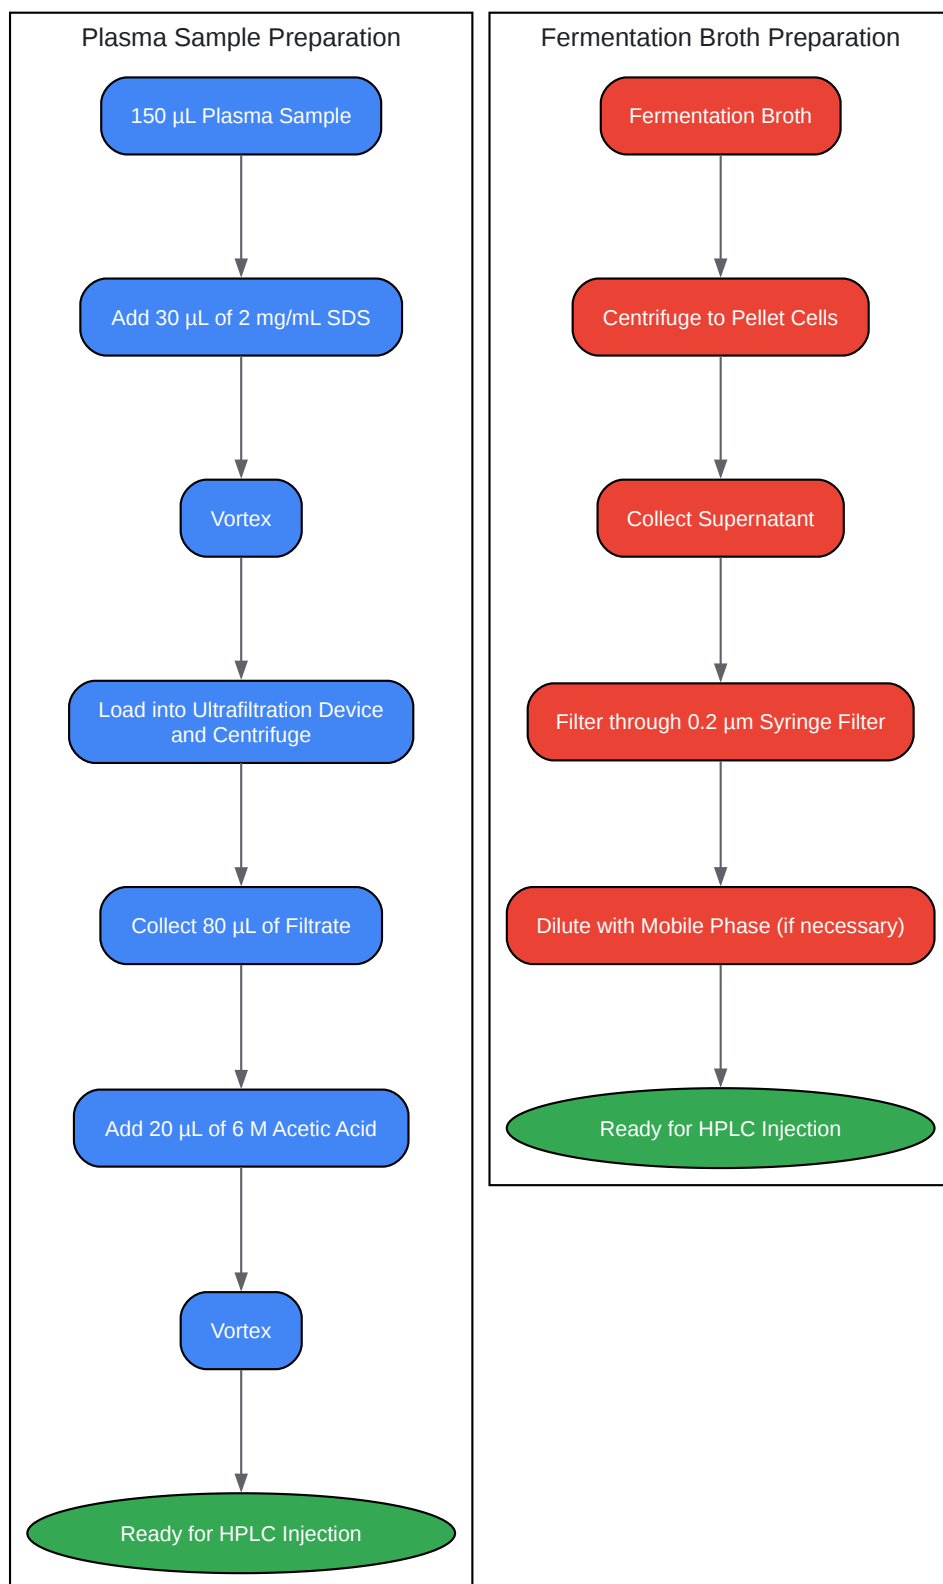 Plasma Sample Preparation
150 µL Plasma Sample
Add 30 µL of 2 mg/mL SDS
Vortex
Load into Ultrafiltration Device
and Centrifuge
Collect 80 µL of Filtrate
Add 20 µL of 6 M Acetic Acid
Vortex
Ready for HPLC Injection
Fermentation Broth Preparation
Fermentation Broth
Centrifuge to Pellet Cells
Collect Supernatant
Filter through 0.2 µm Syringe Filter
Dilute with Mobile Phase (if necessary)
Ready for HPLC Injection